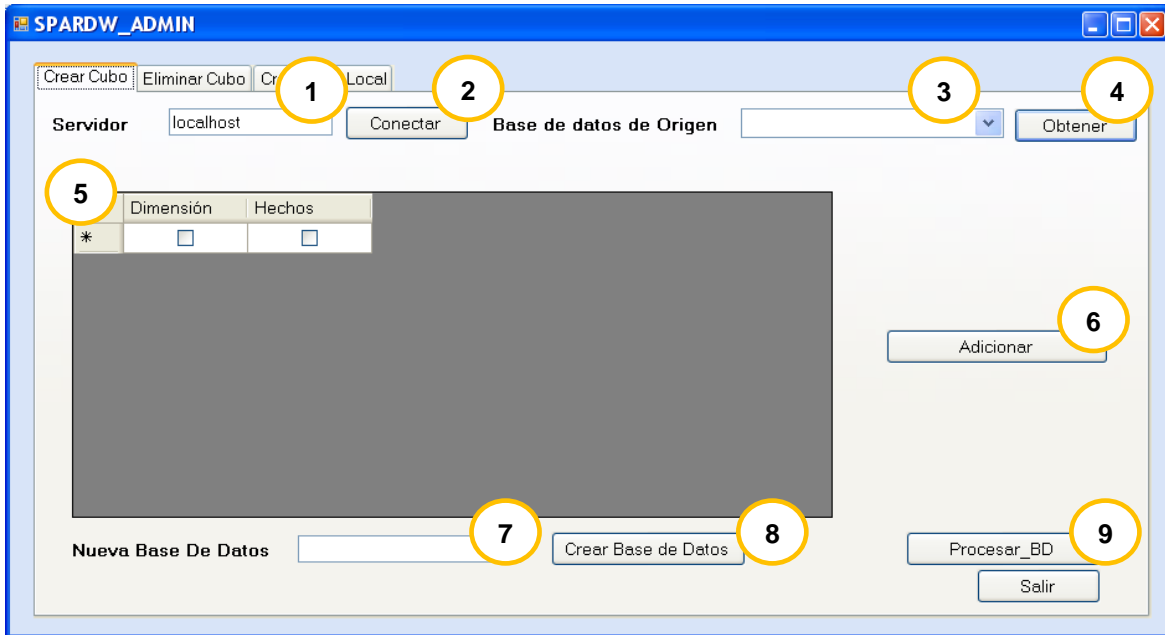 SPARDW_ADMIN
Crear Cubo Eliminar Cubo Local
1 2 3 4
Servidor localhost Conectar Base de datos de Origen Obtener
5
Dimensión Hechos
*
6
Adicionar
7 8 9
Nueva Base De Datos Crear Base de Datos Procesar_BD
Salir